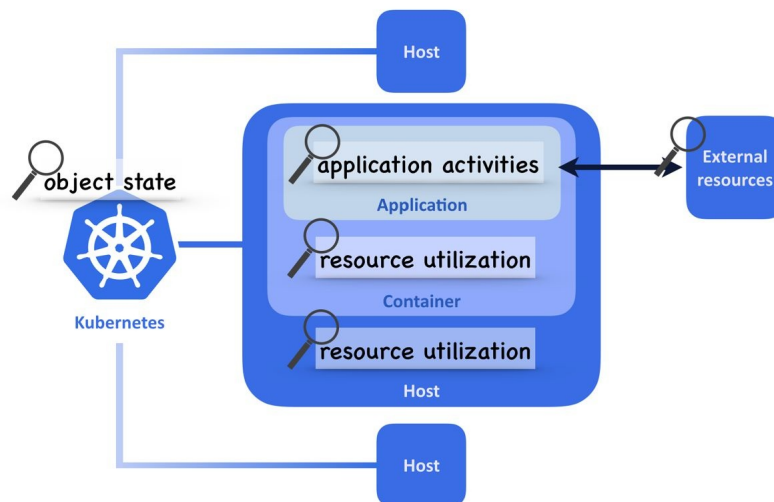 Host
object state
Kubernetes
application activities
Application
resource utilization
Container
resource utilization
Host
External
resources
Host